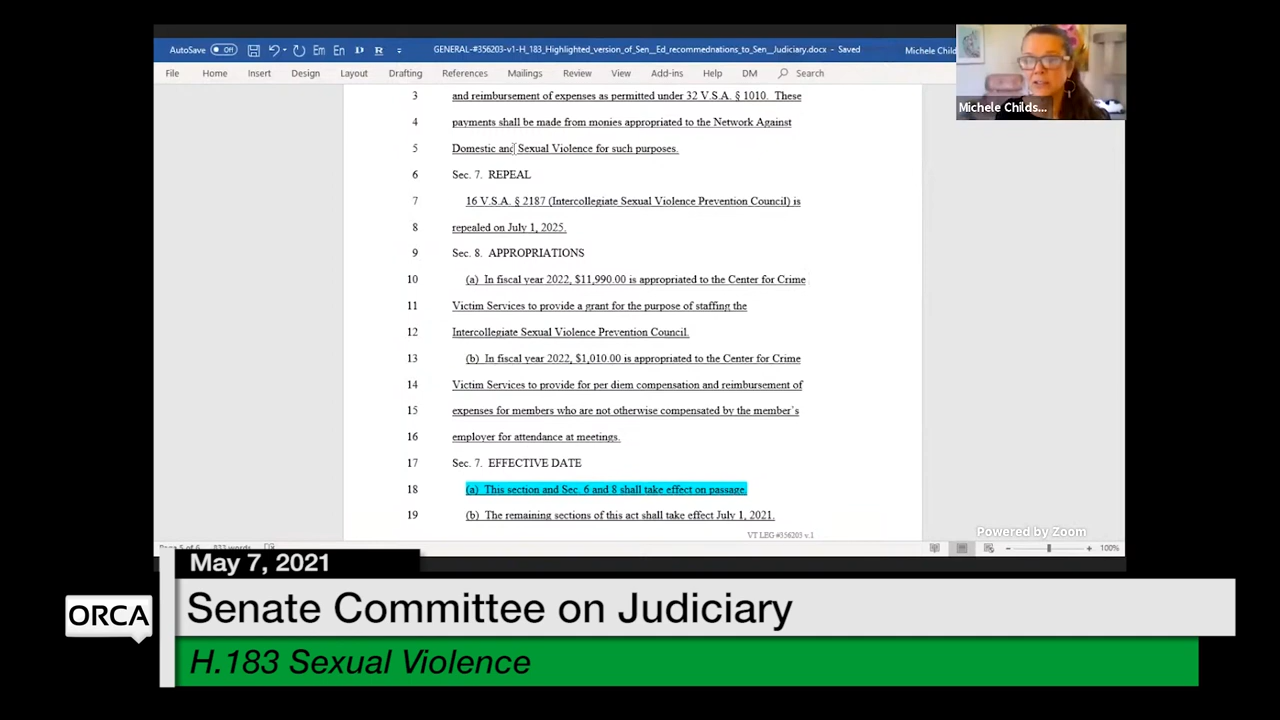 AutoSave Off Em En D R GENERAL-#356203-v1-H_183_Highlighted_version_of_Sen._Ed_recommednations_to_Sen._Judiciary.docx - Saved Michele Chil
File Home Insert Design Layout Drafting References Mailings Review View Add-ins Help DM Search
Michele Childs...
3 and reimbursement of expenses as permitted under 32 V.S.A. § 1010. These
4 payments shall be made from monies appropriated to the Network Against
5 Domestic and Sexual Violence for such purposes.
6 Sec. 7. REPEAL
7 16 V.S.A. § 2187 (Intercollegiate Sexual Violence Prevention Council) is
8 repealed on July 1, 2025.
9 Sec. 8. APPROPRIATIONS
10 (a) In fiscal year 2022, $11,990.00 is appropriated to the Center for Crime
11 Victim Services to provide a grant for the purpose of staffing the
12 Intercollegiate Sexual Violence Prevention Council.
13 (b) In fiscal year 2022, $1,010.00 is appropriated to the Center for Crime
14 Victim Services to provide for per diem compensation and reimbursement of
15 expenses for members who are not otherwise compensated by the member's
16 employer for attendance at meetings.
17 Sec. 7. EFFECTIVE DATE
18 (a) This section and Sec. 6 and 8 shall take effect on passage.
19 (b) The remaining sections of this act shall take effect July 1, 2021.
VT LEG #356203 v.1
Powered by Zoom
100%
May 7, 2021
ORCA
Senate Committee on Judiciary
H.183 Sexual Violence